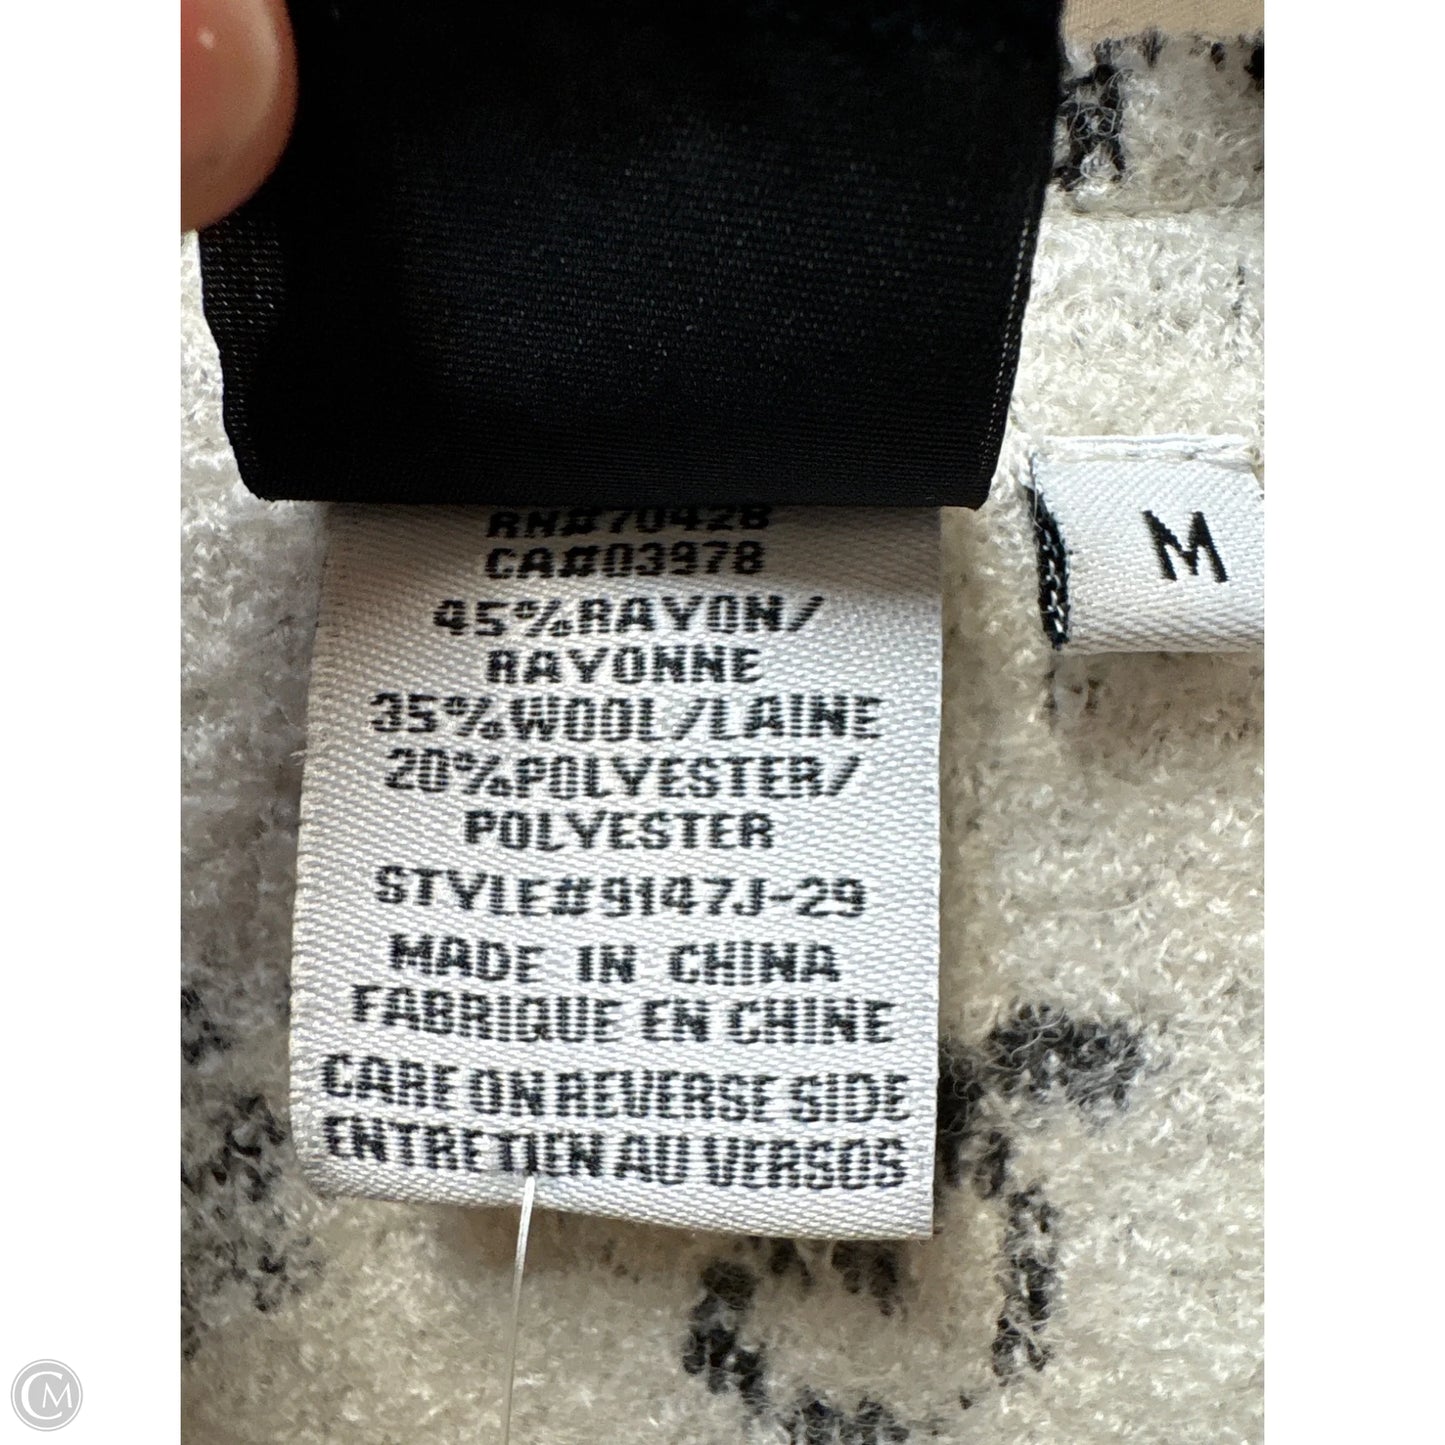 RN#70428
CA#03978
45%RAYON/
RAYONNE
35%WOOL/LAINE
20%POLYESTER/
POLYESTER
STYLE#9147J-29
MADE IN CHINA
FABRIQUE EN CHINE
CARE ON REVERSE SIDE
ENTRETIEN AU VERSOS
M
CM